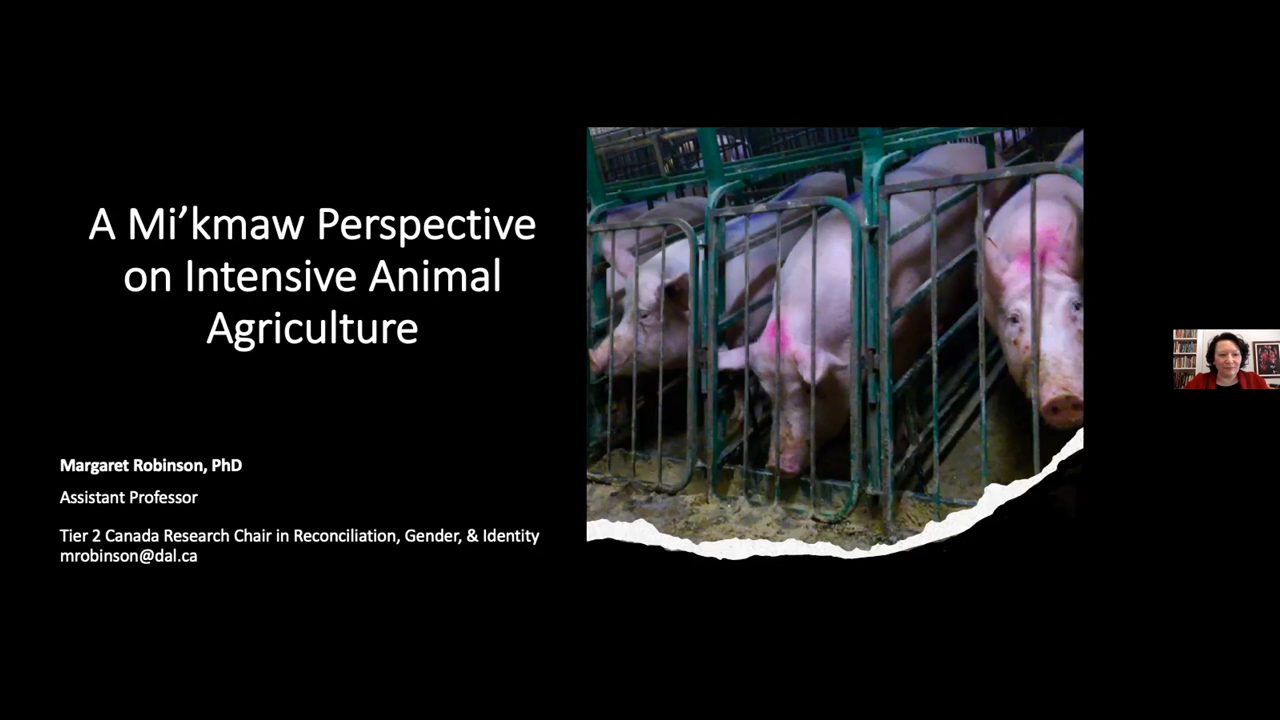 A Mi’kmaw Perspective
on Intensive Animal
Agriculture
Margaret Robinson, PhD
Assistant Professor
Tier 2 Canada Research Chair in Reconciliation, Gender, & Identity
mrobinson@dal.ca